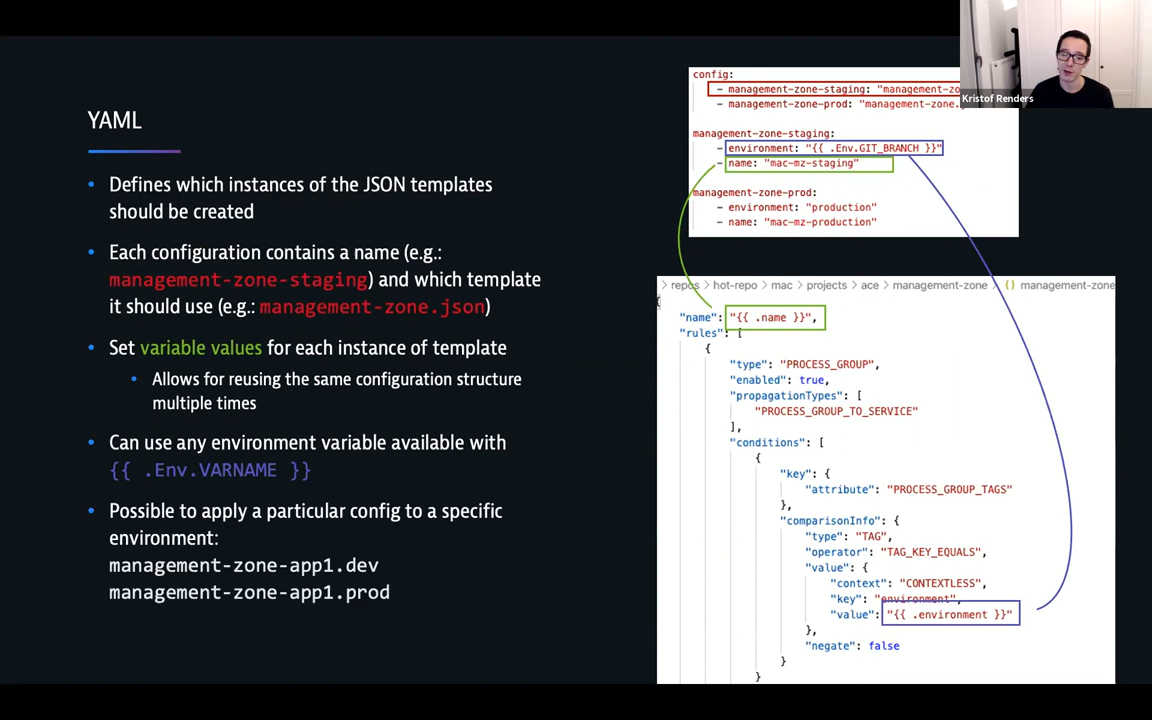 YAML
• Defines which instances of the JSON templates
should be created
• Each configuration contains a name (e.g.:
management-zone-staging) and which template
it should use (e.g.: management-zone.json)
• Set variable values for each instance of template
• Allows for reusing the same configuration structure
multiple times
• Can use any environment variable available with
{{ .Env.VARNAME }}
• Possible to apply a particular config to a specific
environment:
management-zone-app1.dev
management-zone-app1.prod
config:
- management-zone-staging: "management-zo
- management-zone-prod: "management-zone.
management-zone-staging:
- environment: "{{ .Env.GIT_BRANCH }}"
- name: "mac-mz-staging"
management-zone-prod:
- environment: "production"
- name: "mac-mz-production"
Kristof Renders
> repos > hot-repo > mac > projects > ace > management-zone > {} management-zone
{
"name": "{{ .name }}",
"rules": [
{
"type": "PROCESS_GROUP",
"enabled": true,
"propagationTypes": [
"PROCESS_GROUP_TO_SERVICE"
],
"conditions": [
{
"key": {
"attribute": "PROCESS_GROUP_TAGS"
},
"comparisonInfo": {
"type": "TAG",
"operator": "TAG_KEY_EQUALS",
"value": {
"context": "CONTEXTLESS",
"key": "environment",
"value": "{{ .environment }}"
},
"negate": false
}
}